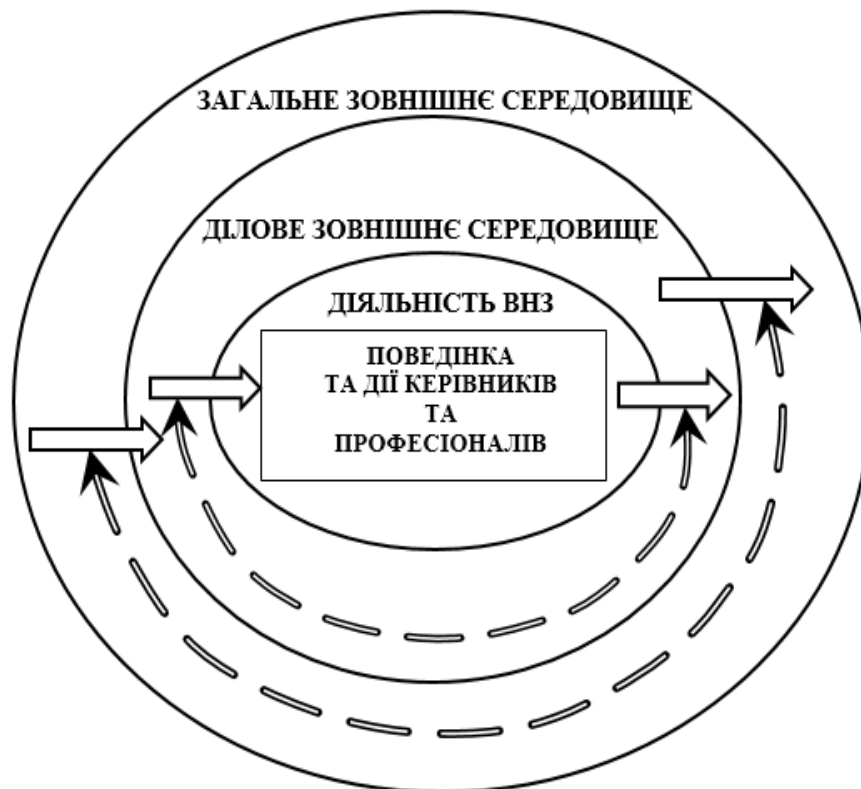 ЗАГАЛЬНЕ ЗОВНІШНЄ СЕРЕДОВИЩЕ
ДІЛОВЕ ЗОВНІШНЄ СЕРЕДОВИЩЕ
ДІЯЛЬНІСТЬ ВНЗ
ПОВЕДІНКА
ТА ДІЇ КЕРІВНИКІВ
ТА
ПРОФЕСІОНАЛІВ